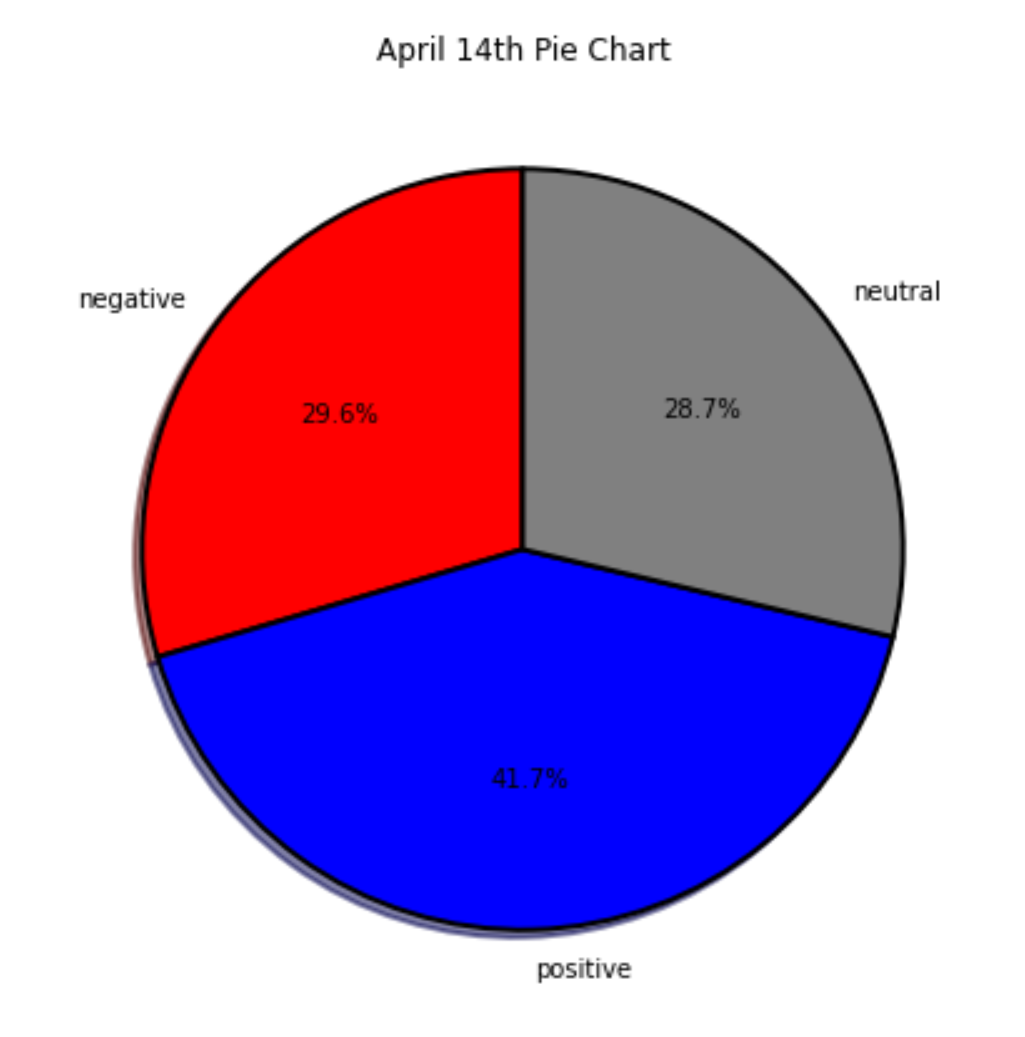 April 14th Pie Chart
neutral
negative
28.7%
29.6%
41.7%
positive